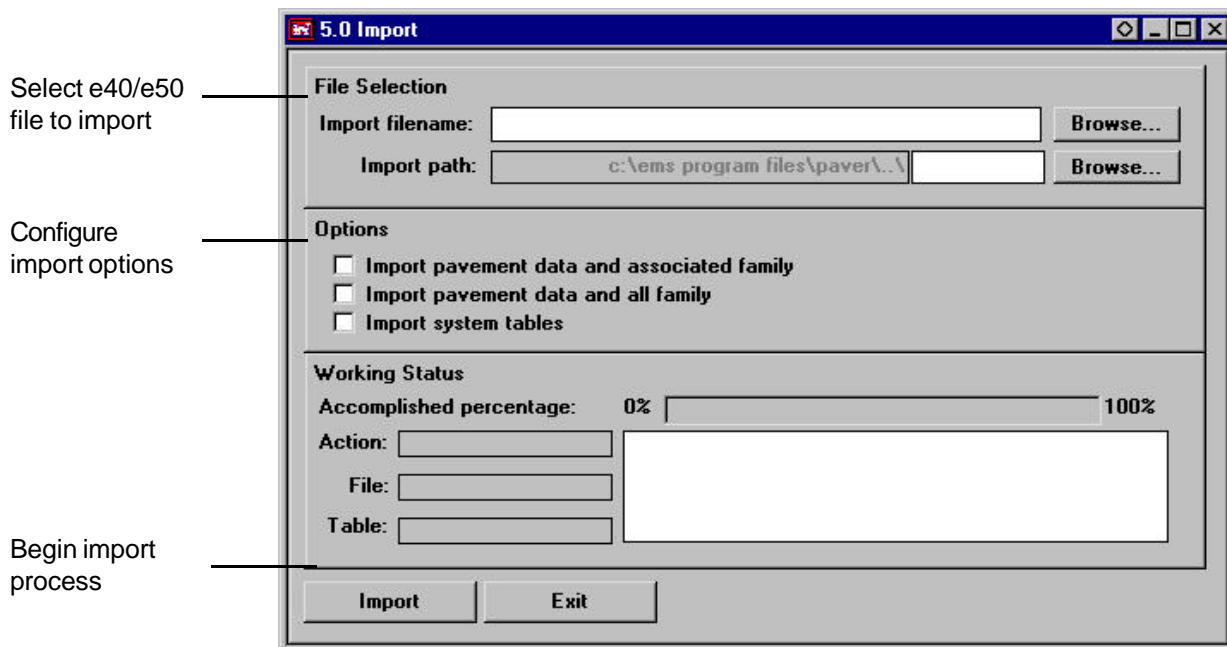 5.0 Import
Select e40/e50
file to import
File Selection
Import filename:
Browse...
Import path:
c:\ems program files\paver\..\
Browse...
Configure
import options
Options
Import pavement data and associated family
Import pavement data and all family
Import system tables
Working Status
Accomplished percentage: 0% 100%
Action:
File:
Table:
Begin import
process
Import
Exit